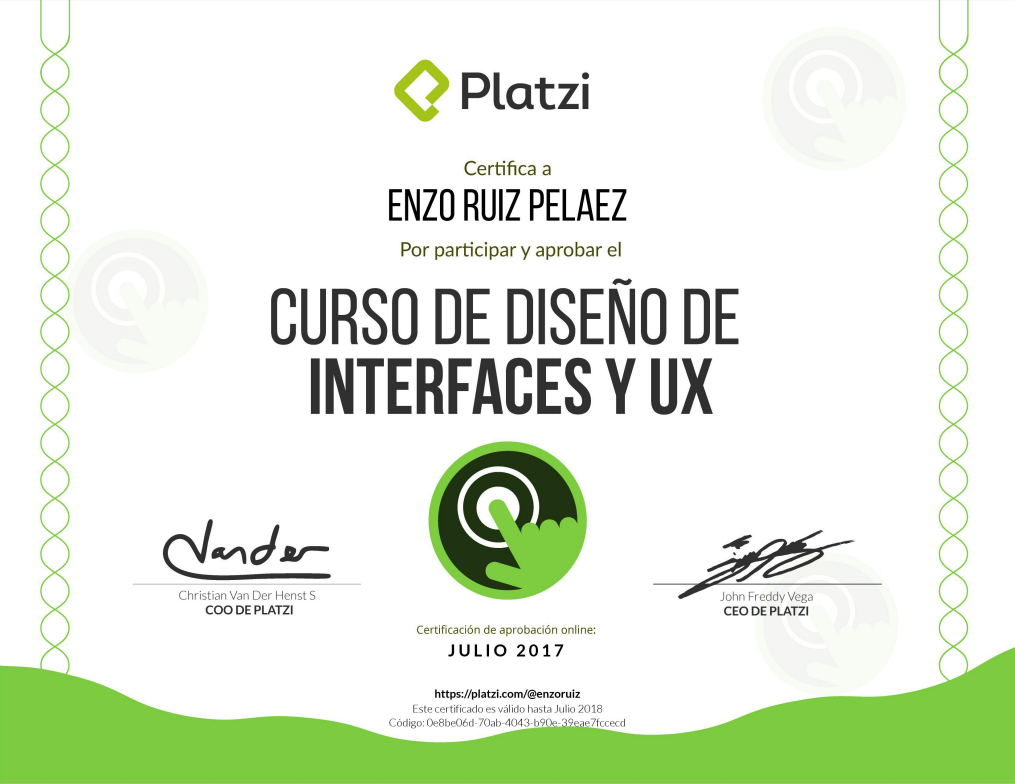 Platzi
Certifica a
ENZO RUIZ PELAEZ
Por participar y aprobar el
CURSO DE DISEÑO DE
INTERFACES Y UX
Vander
Christian Van Der Henst S
COO DE PLATZI
John Freddy Vega
CEO DE PLATZI
Certificación de aprobación online:
JULIO 2017
https://platzi.com/@enzoruiz
Este certificado es válido hasta Julio 2018
Código: 0e8be06d-70ab-4043-b90e-39eae7fccecd